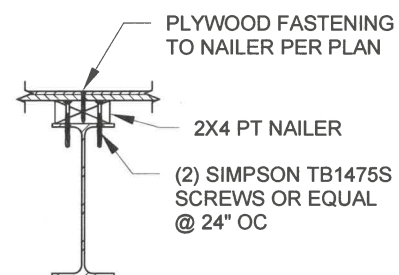 PLYWOOD FASTENING
TO NAILER PER PLAN
2X4 PT NAILER
(2) SIMPSON TB1475S
SCREWS OR EQUAL
@ 24" OC